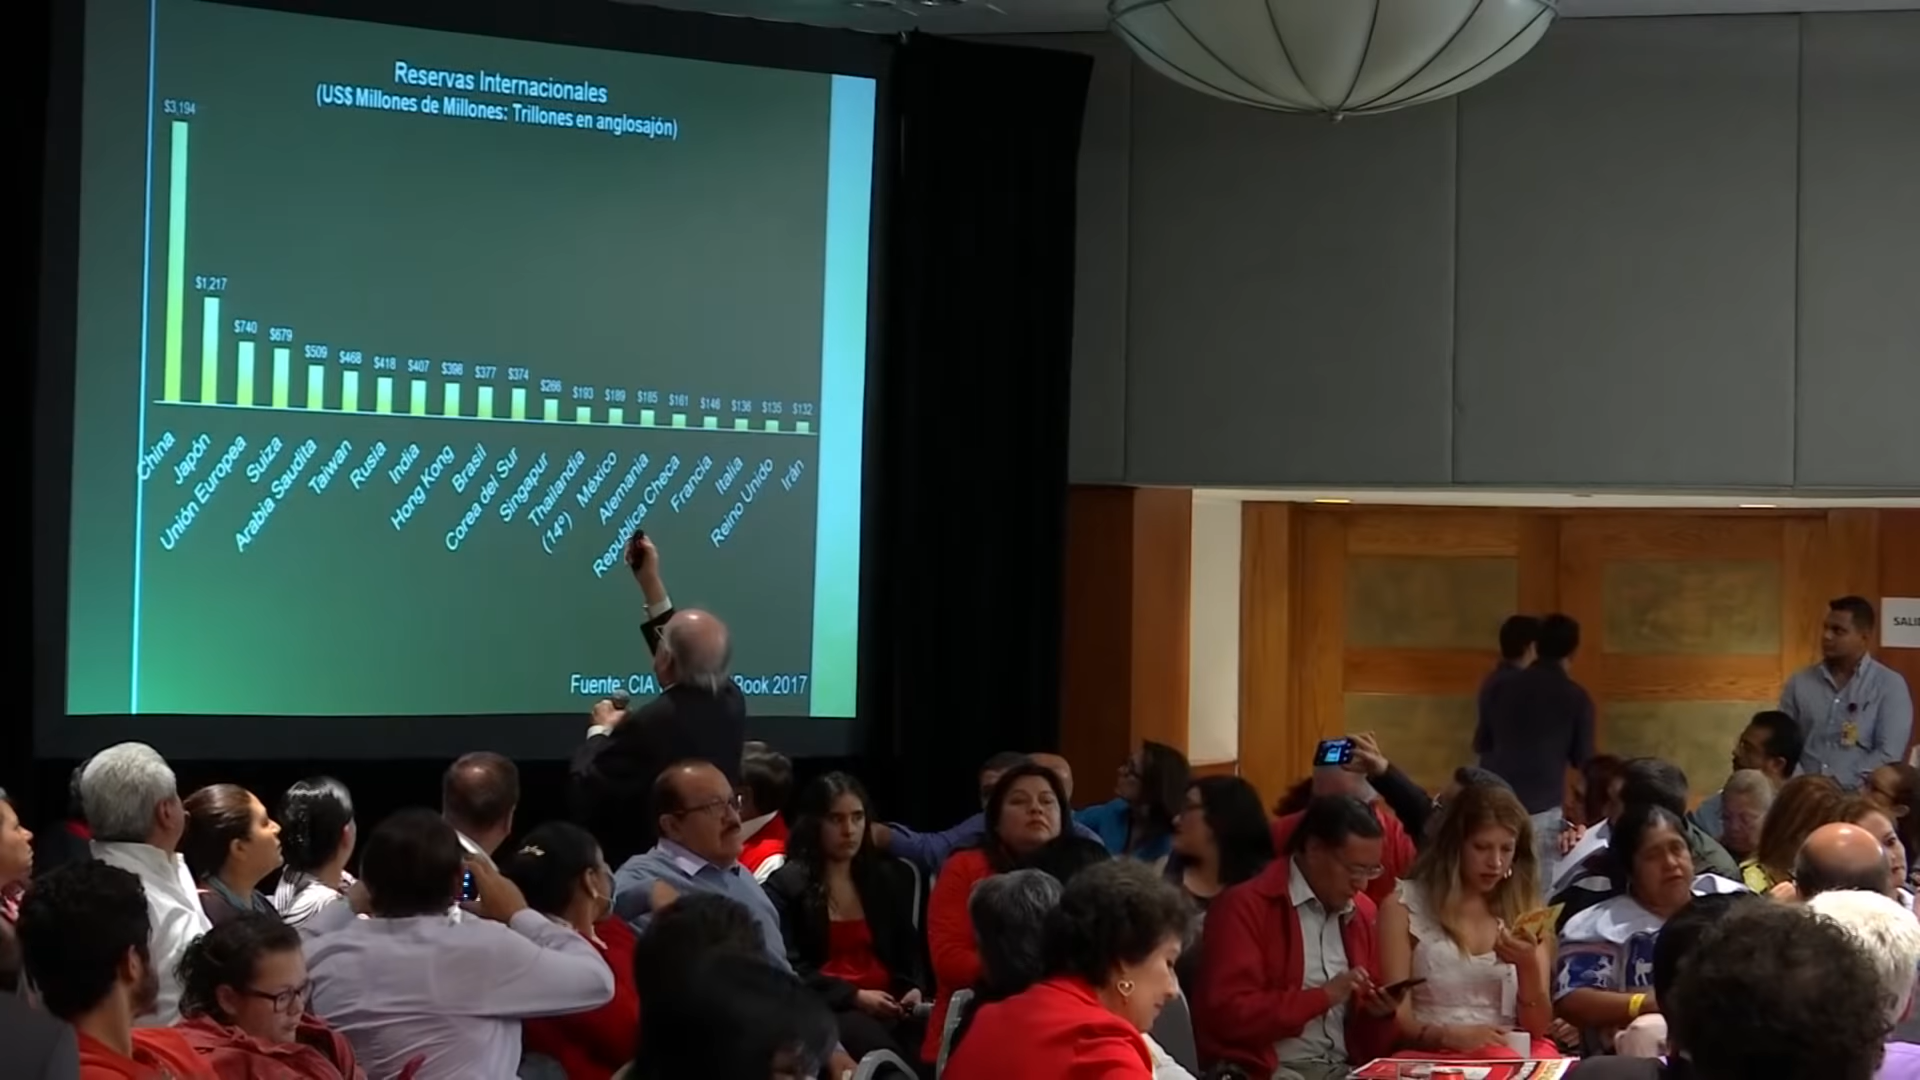 Reservas Internacionales
(US$ Millones de Millones: Trillones en anglosajón)
$3,194
$1,217
$740
$679
$509
$468
$418
$407
$398
$377
$374
$266
$193
$189
$185
$161
$146
$136
$135
$132
China
Japón
Unión Europea
Suiza
Arabia Saudita
Taiwan
Rusia
India
Hong Kong
Brasil
Corea del Sur
Singapur
Thailandia
(14º) México
Alemania
Republica Checa
Francia
Italia
Reino Unido
Irán
Fuente: CIA Book 2017
SALI